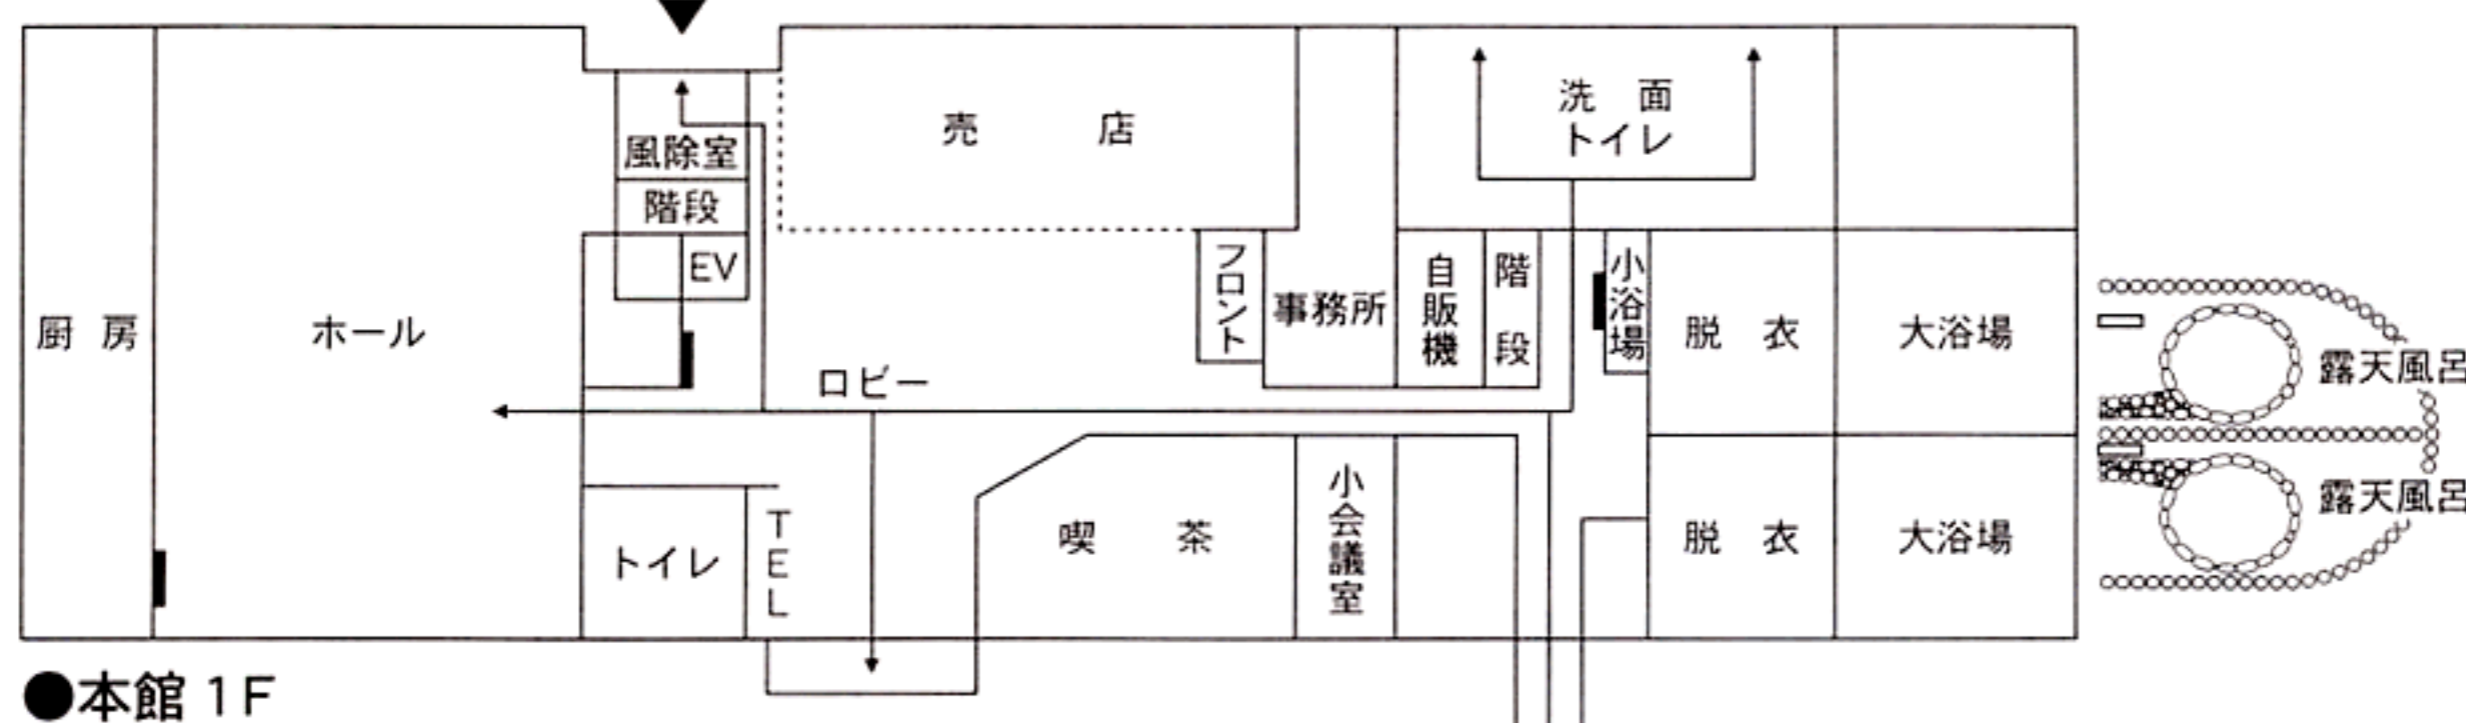 厨房
ホール
風除室
階段
EV
売店
フロント
事務所
自販機
階段
洗面
トイレ
小浴場
脱衣
大浴場
露天風呂
ロビー
トイレ
TEL
喫茶
小会議室
脱衣
大浴場
露天風呂
●本館 1F